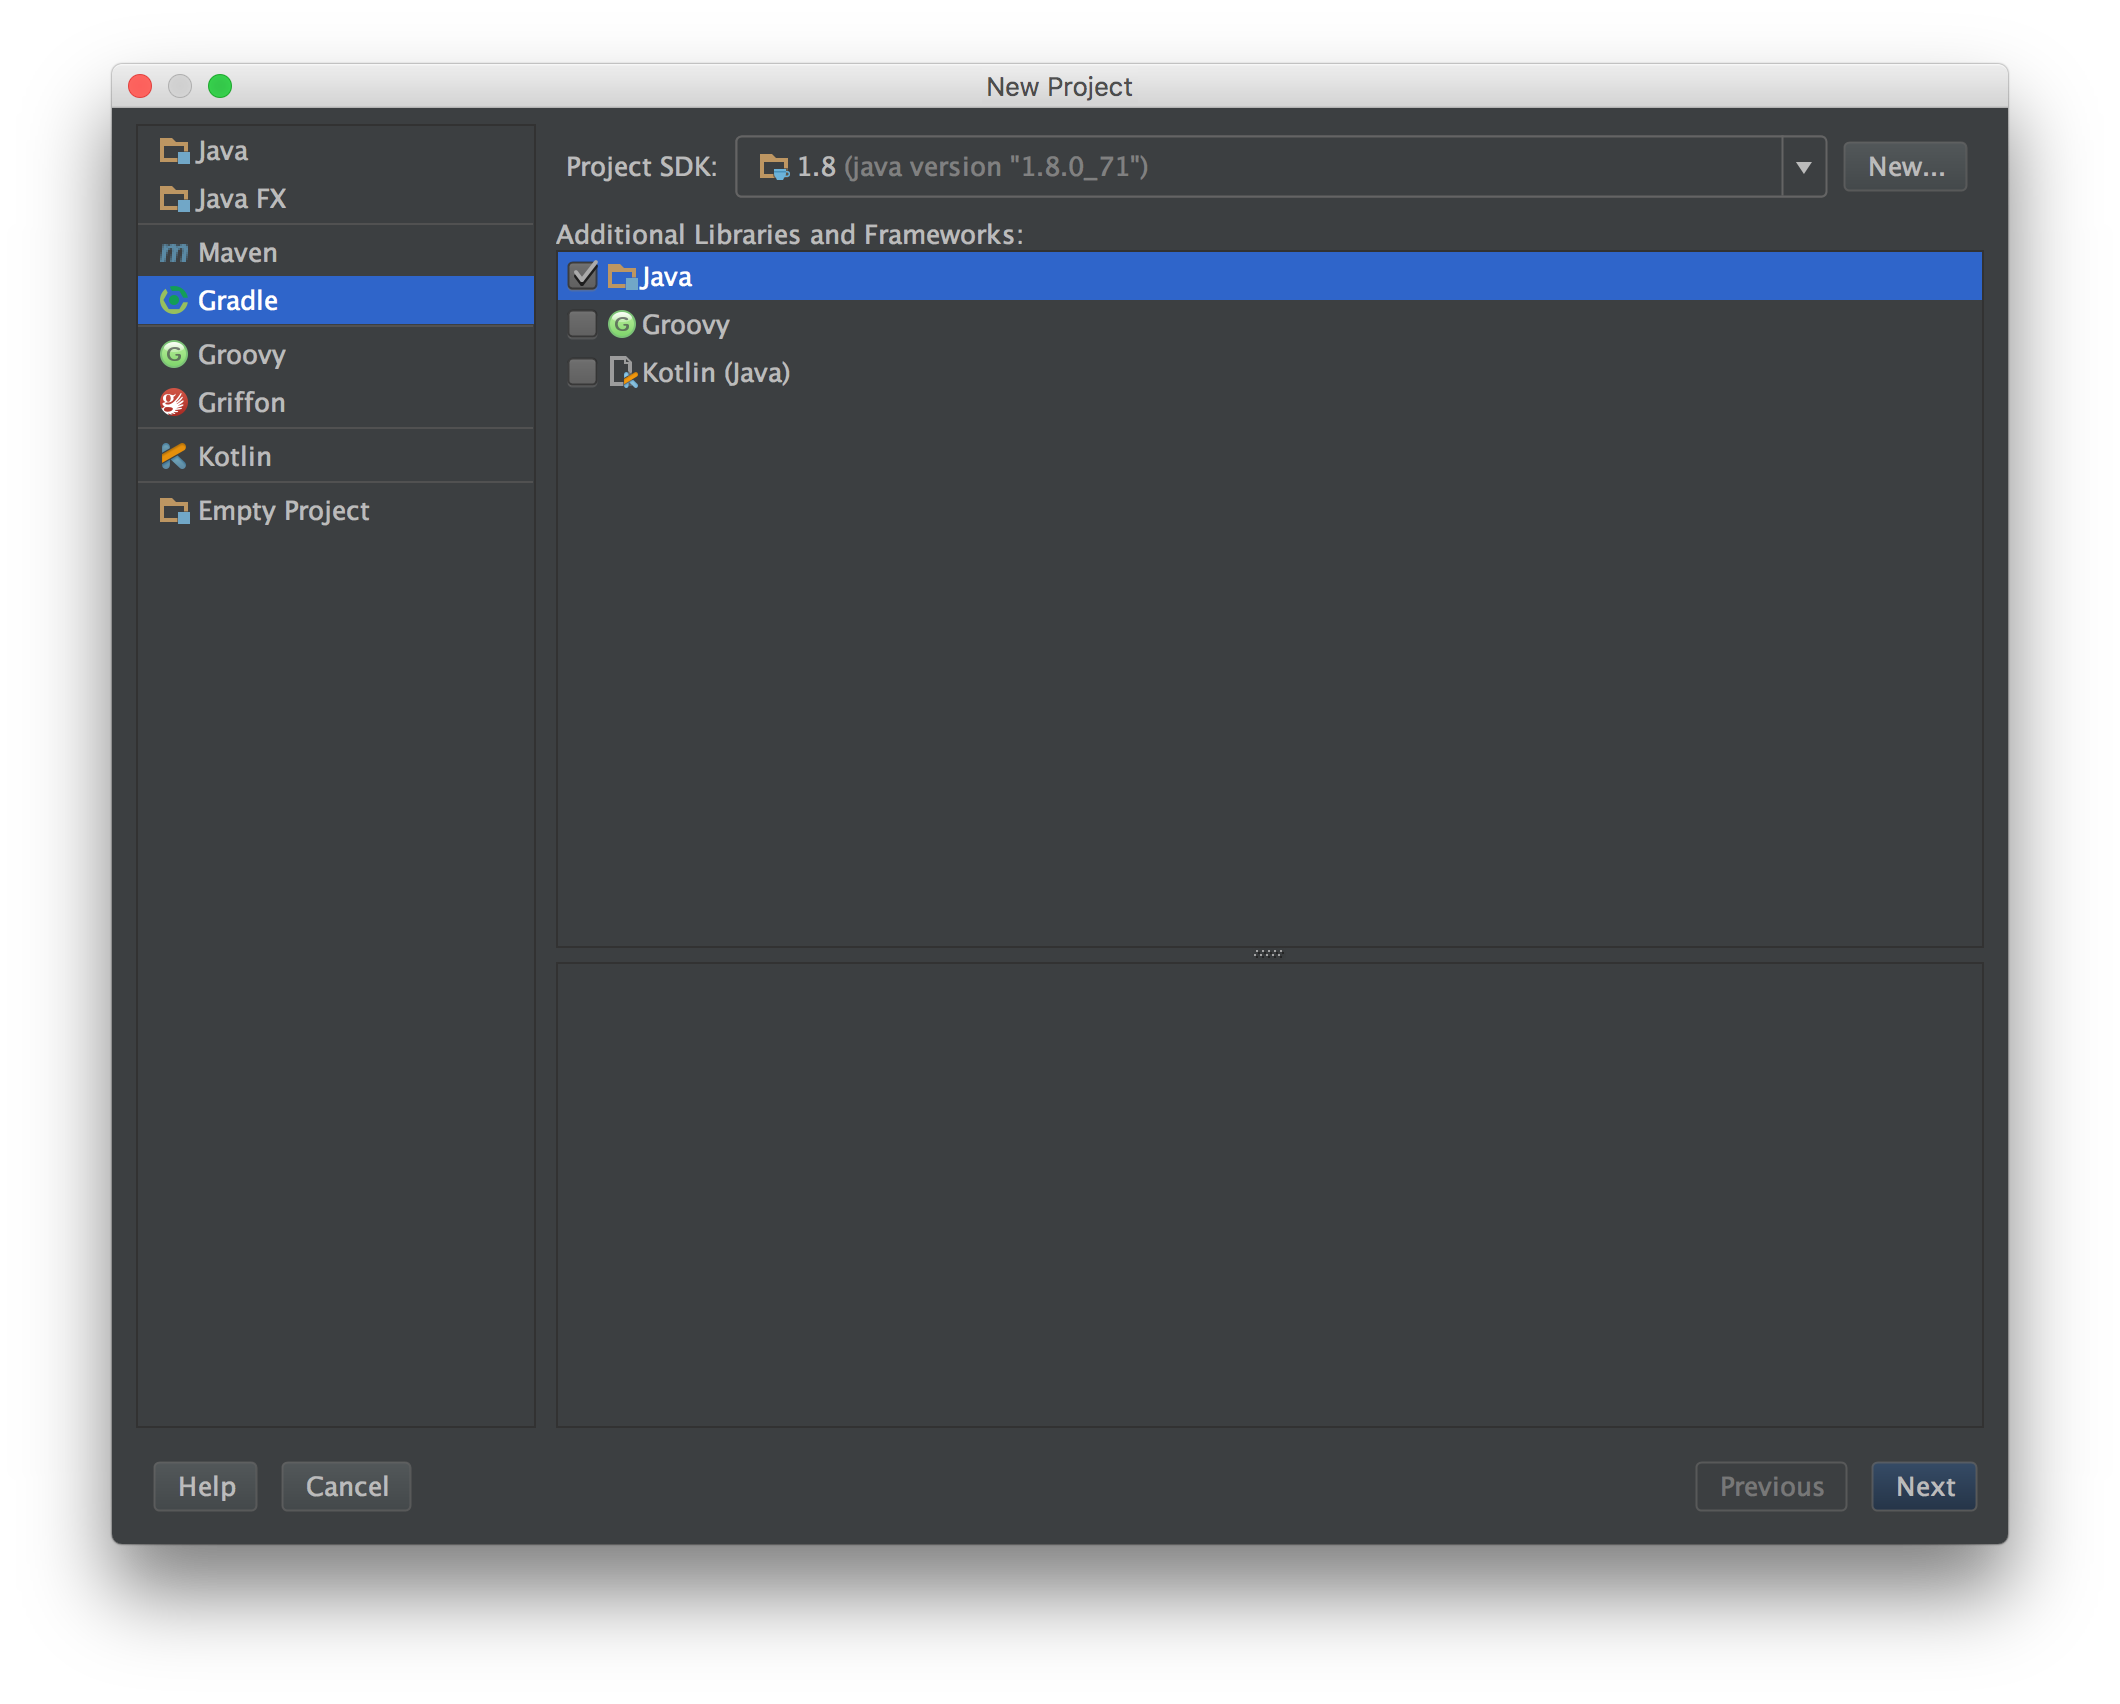 New Project
Java
Java FX
Maven
Gradle
Groovy
Griffon
Kotlin
Empty Project
Project SDK: 1.8 (java version "1.8.0_71") New...
Additional Libraries and Frameworks:
Java
Groovy
Kotlin (Java)
Help Cancel Previous Next